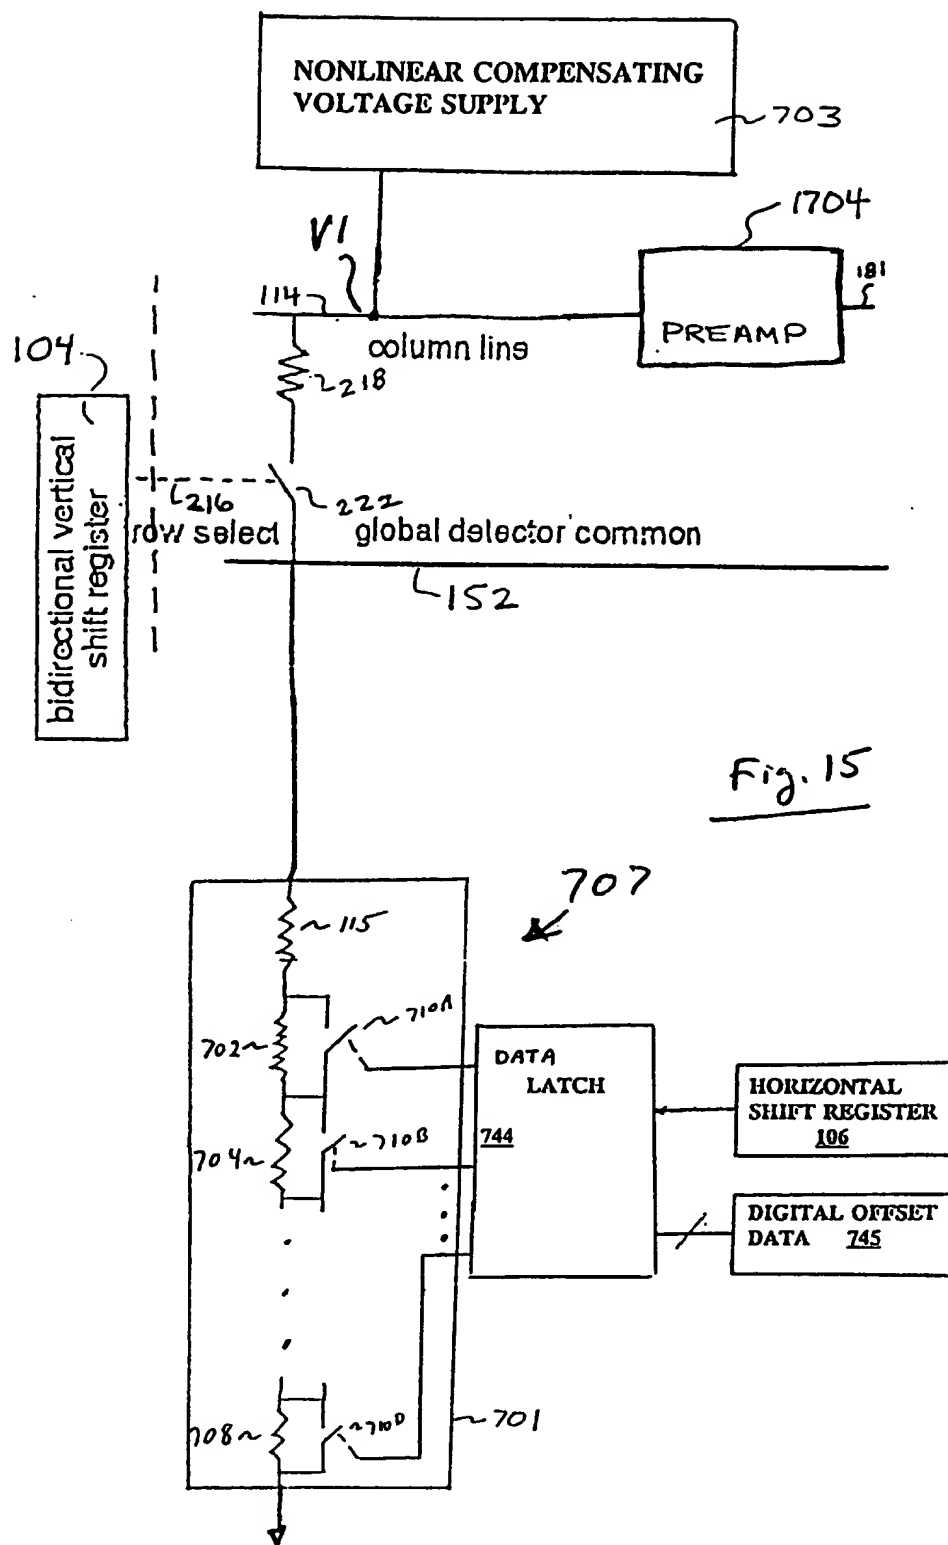 NONLINEAR COMPENSATING
VOLTAGE SUPPLY
703
1704
V1
114
181
PREAMP
column line
104
218
bidirectional vertical
shift register
216
222
row select
global detector common
152
Fig. 15
707
115
710A
702
DATA
LATCH
HORIZONTAL
SHIFT REGISTER
106
744
710B
704
DIGITAL OFFSET
DATA 745
708
710D
701